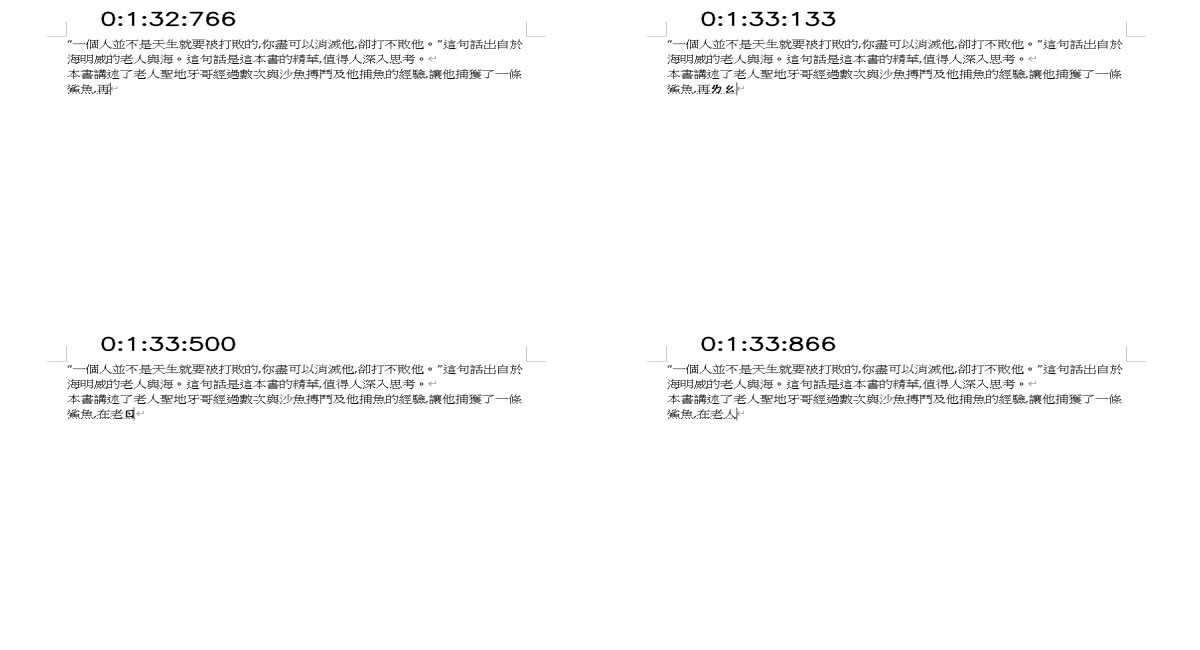 0:1:32:766
“一個人並不是天生就要被打敗的,你盡可以消滅他,卻打不敗他。”這句話出自於
海明威的老人與海。這句話是這本書的精華,值得人深入思考。↵
本書講述了老人聖地牙哥經過數次與沙魚搏鬥及他捕魚的經驗,讓他捕獲了一條
鯊魚,再↵
0:1:33:133
“一個人並不是天生就要被打敗的,你盡可以消滅他,卻打不敗他。”這句話出自於
海明威的老人與海。這句話是這本書的精華,值得人深入思考。↵
本書講述了老人聖地牙哥經過數次與沙魚搏鬥及他捕魚的經驗,讓他捕獲了一條
鯊魚,再ㄌㄠ↵
0:1:33:500
“一個人並不是天生就要被打敗的,你盡可以消滅他,卻打不敗他。”這句話出自於
海明威的老人與海。這句話是這本書的精華,值得人深入思考。↵
本書講述了老人聖地牙哥經過數次與沙魚搏鬥及他捕魚的經驗,讓他捕獲了一條
鯊魚,在老ㄖ↵
0:1:33:866
“一個人並不是天生就要被打敗的,你盡可以消滅他,卻打不敗他。”這句話出自於
海明威的老人與海。這句話是這本書的精華,值得人深入思考。↵
本書講述了老人聖地牙哥經過數次與沙魚搏鬥及他捕魚的經驗,讓他捕獲了一條
鯊魚,在老人↵